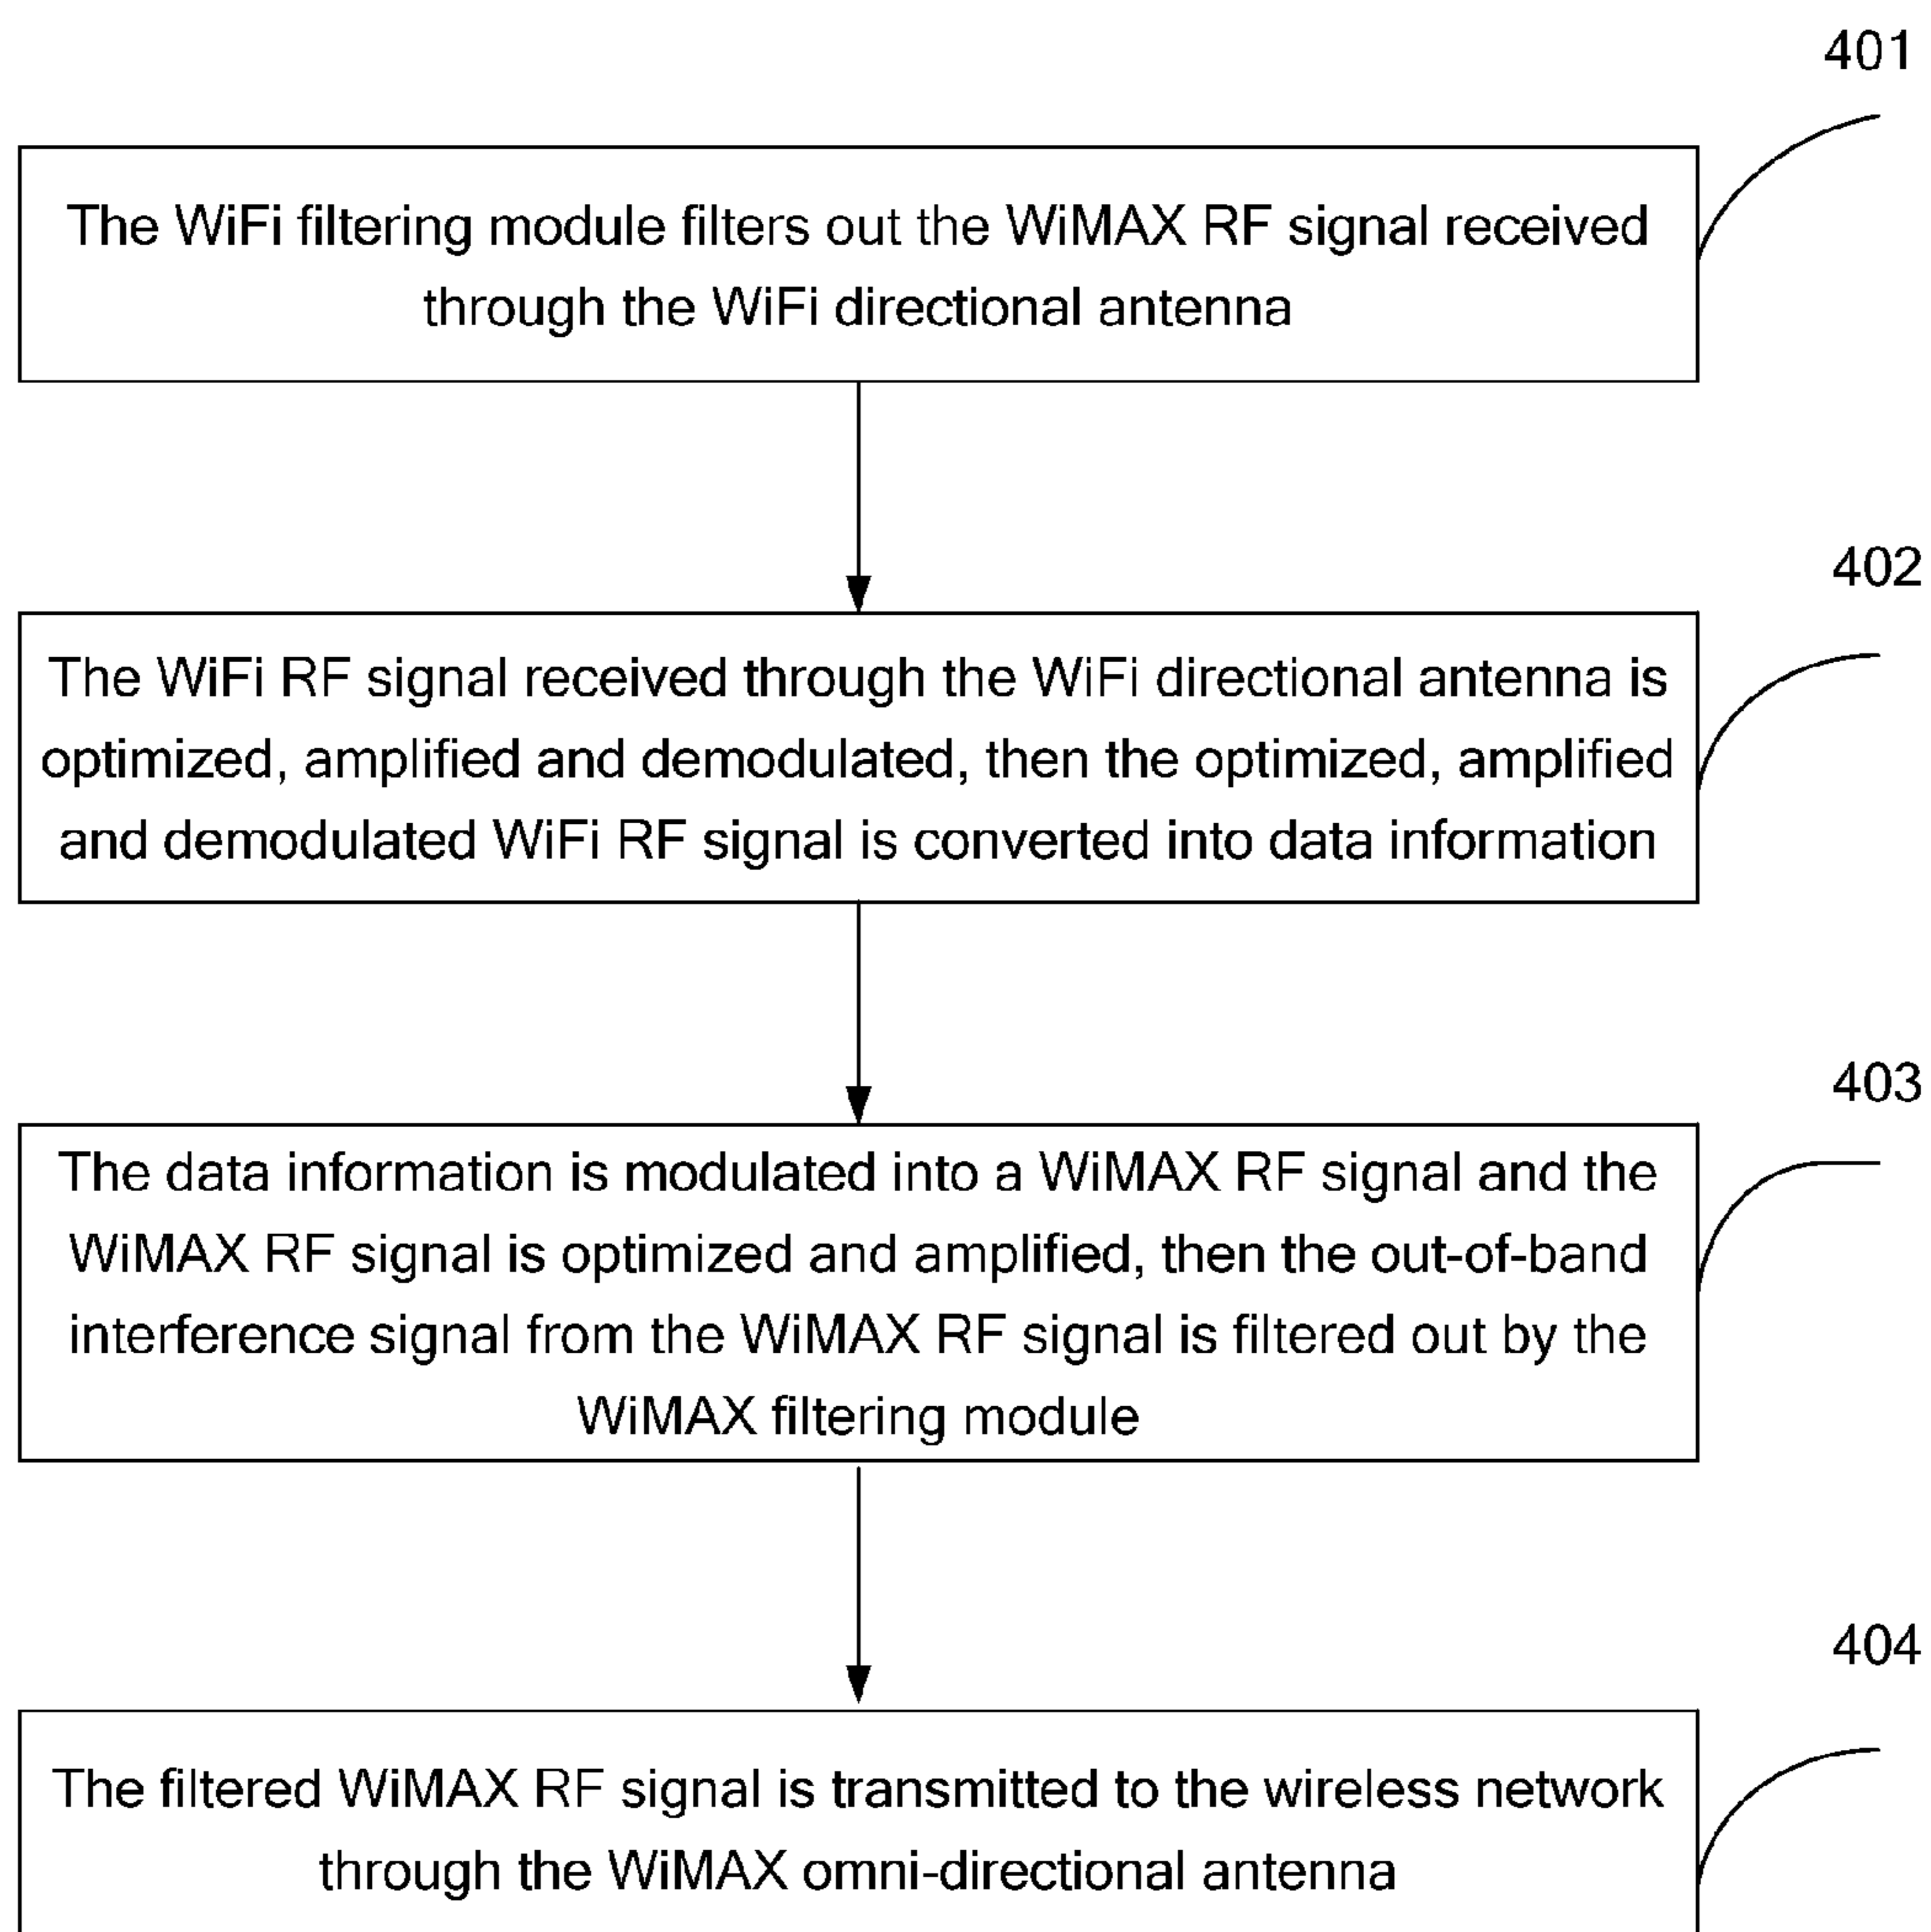 401
The WiFi filtering module filters out the WiMAX RF signal received
through the WiFi directional antenna
402
The WiFi RF signal received through the WiFi directional antenna is
optimized, amplified and demodulated, then the optimized, amplified
and demodulated WiFi RF signal is converted into data information
403
The data information is modulated into a WiMAX RF signal and the
WiMAX RF signal is optimized and amplified, then the out-of-band
interference signal from the WiMAX RF signal is filtered out by the
WiMAX filtering module
404
The filtered WiMAX RF signal is transmitted to the wireless network
through the WiMAX omni-directional antenna